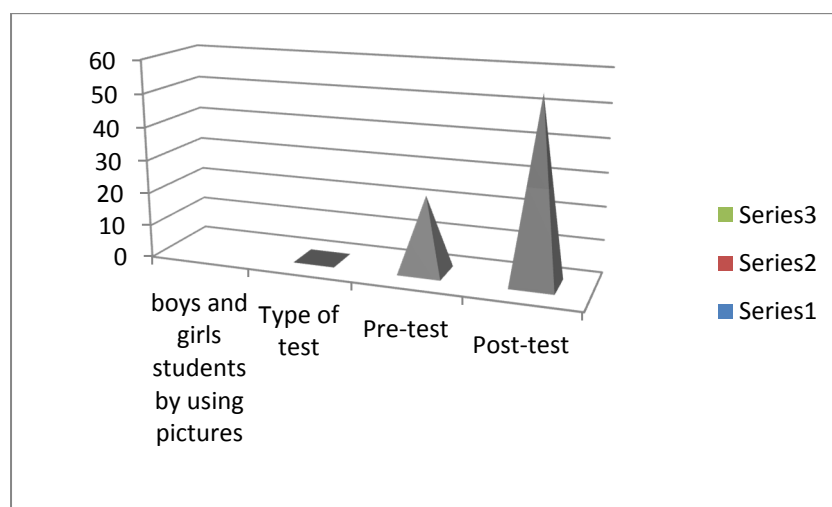 60
50
40
30
20
10
0
boys and
girls
students
by using
pictures
Type of
test
Pre-test
Post-test
Series3
Series2
Series1